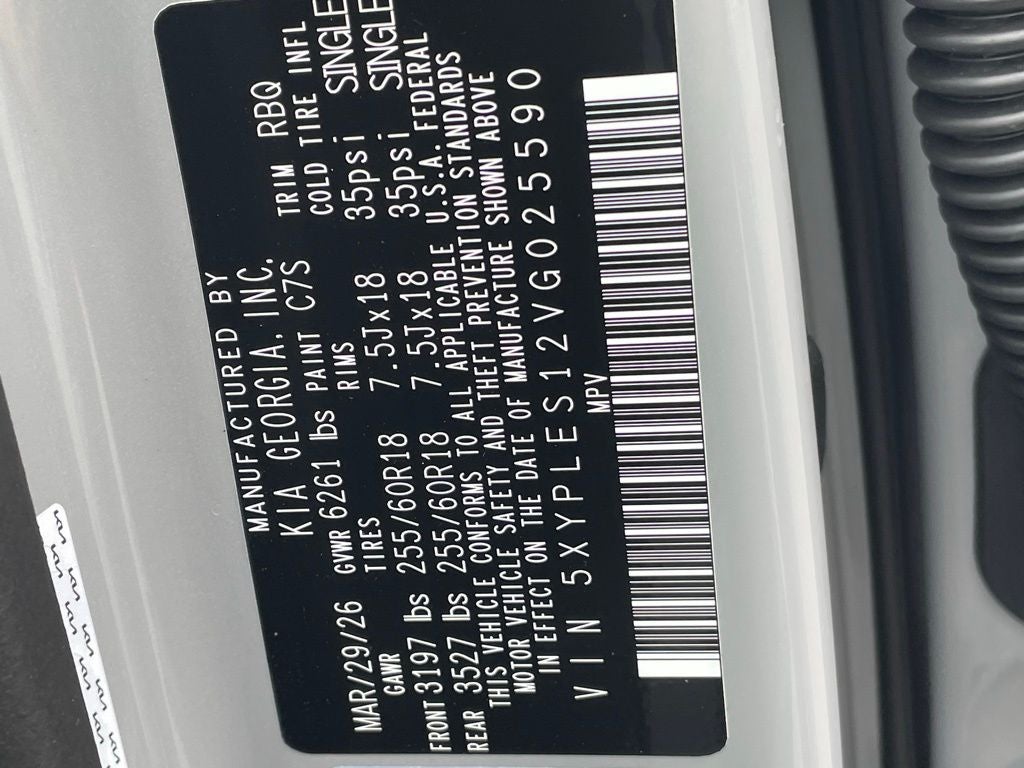 MANUFACTURED BY
KIA GEORGIA, INC.
MAR/29/26 GVWR 6261 lbs PAINT C7S TRIM RBQ
GAWR TIRES RIMS COLD TIRE INFL
FRONT 3197 lbs 255/60R18 7.5Jx18 35psi SINGLE
REAR 3527 lbs 255/60R18 7.5Jx18 35psi SINGLE
THIS VEHICLE CONFORMS TO ALL APPLICABLE U.S.A. FEDERAL
MOTOR VEHICLE SAFETY AND THEFT PREVENTION STANDARDS
IN EFFECT ON THE DATE OF MANUFACTURE SHOWN ABOVE
VIN 5XYPLES12VG025590
MPV